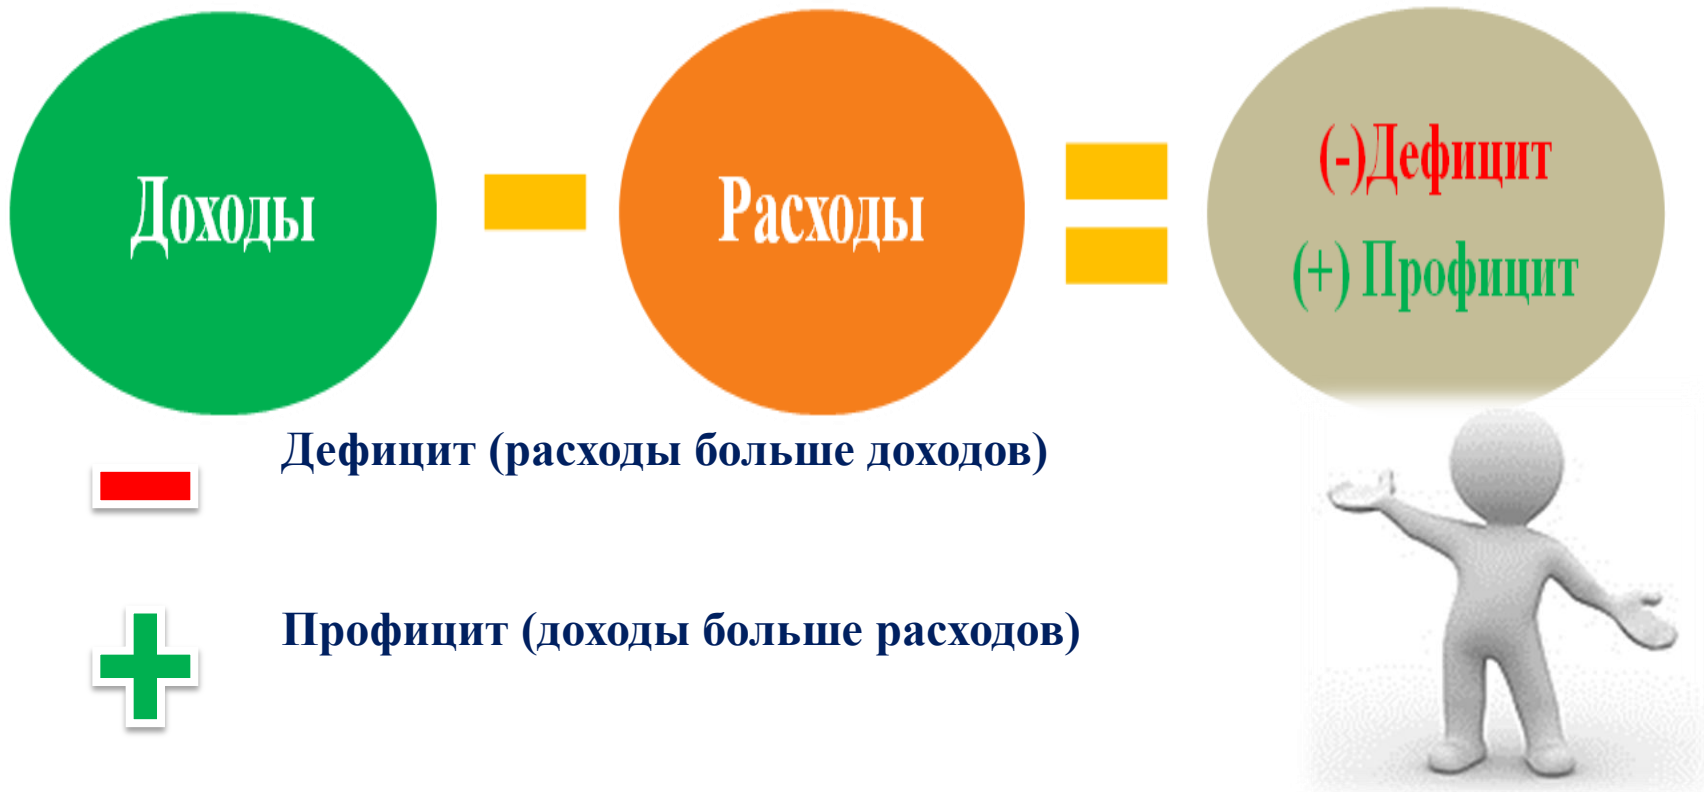 Доходы
Расходы
(-)Дефицит
(+) Профицит
Дефицит (расходы больше доходов)
Профицит (доходы больше расходов)